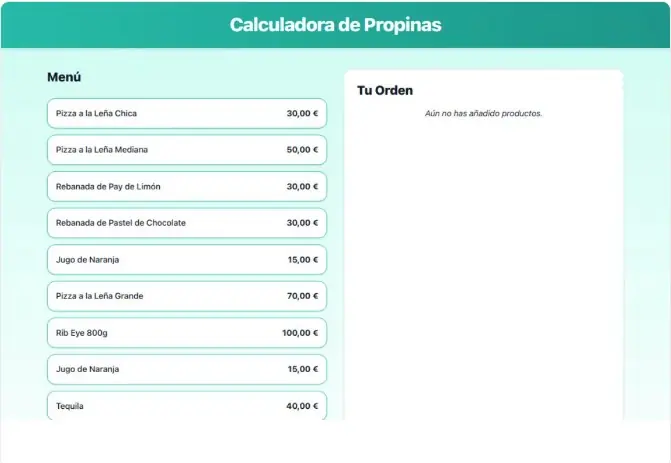 Calculadora de Propinas
Menú
Pizza a la Leña Chica 30,00 €
Pizza a la Leña Mediana 50,00 €
Rebanada de Pay de Limón 30,00 €
Rebanada de Pastel de Chocolate 30,00 €
Jugo de Naranja 15,00 €
Pizza a la Leña Grande 70,00 €
Rib Eye 800g 100,00 €
Jugo de Naranja 15,00 €
Tequila 40,00 €
Tu Orden
Aún no has añadido productos.